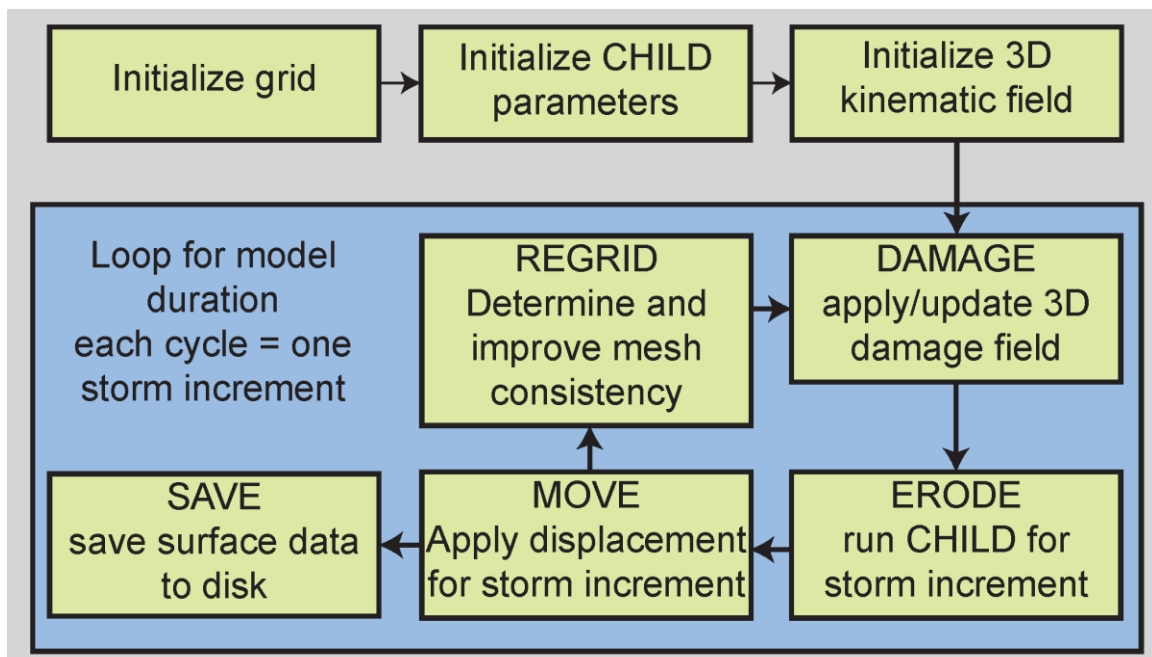 Initialize grid
Initialize CHILD
parameters
Initialize 3D
kinematic field
Loop for model
duration
each cycle = one
storm increment
REGRID
Determine and
improve mesh
consistency
DAMAGE
apply/update 3D
damage field
SAVE
save surface data
to disk
MOVE
Apply displacement
for storm increment
ERODE
run CHILD for
storm increment